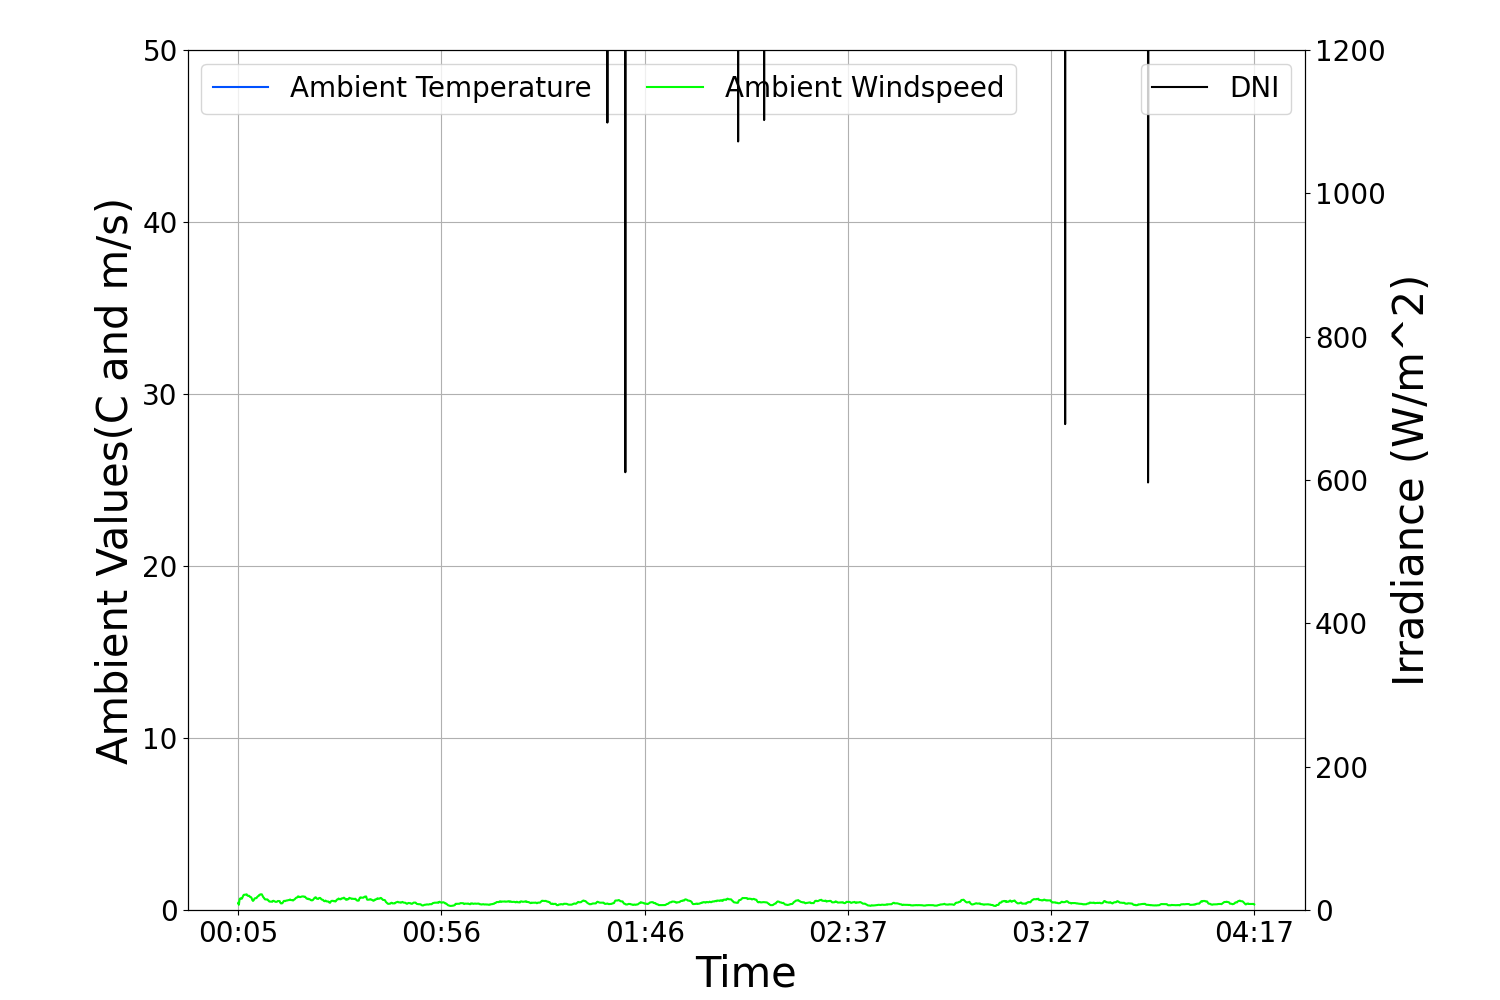 Ambient Temperature
Ambient Windspeed
DNI
Ambient Values(C and m/s)
50
40
30
20
10
0
1200
1000
800
600
400
200
0
Irradiance (W/m^2)
00:05 00:56 01:46 02:37 03:27 04:17
Time